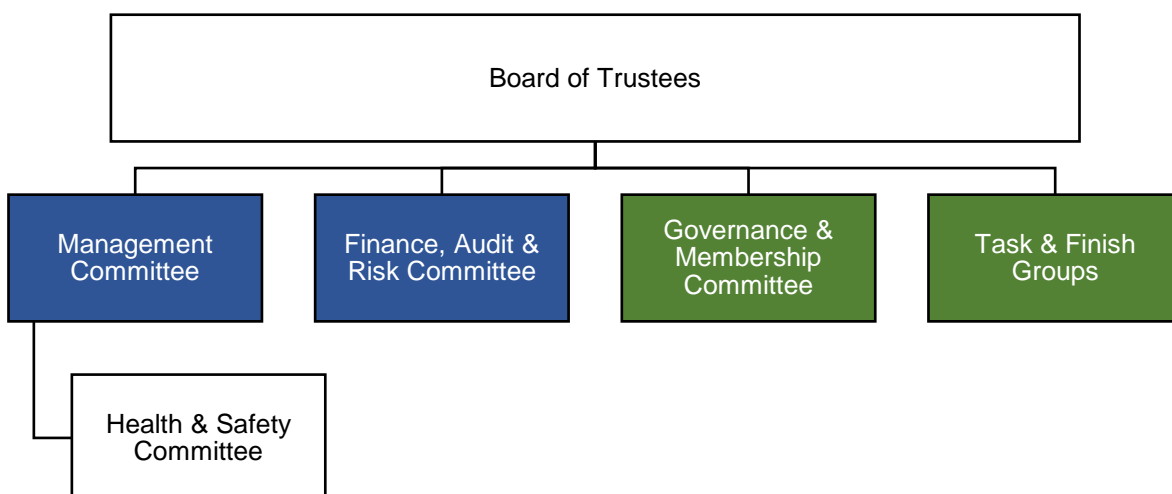 Board of Trustees
Management
Committee
Finance, Audit &
Risk Committee
Governance &
Membership
Committee
Task & Finish
Groups
Health & Safety
Committee